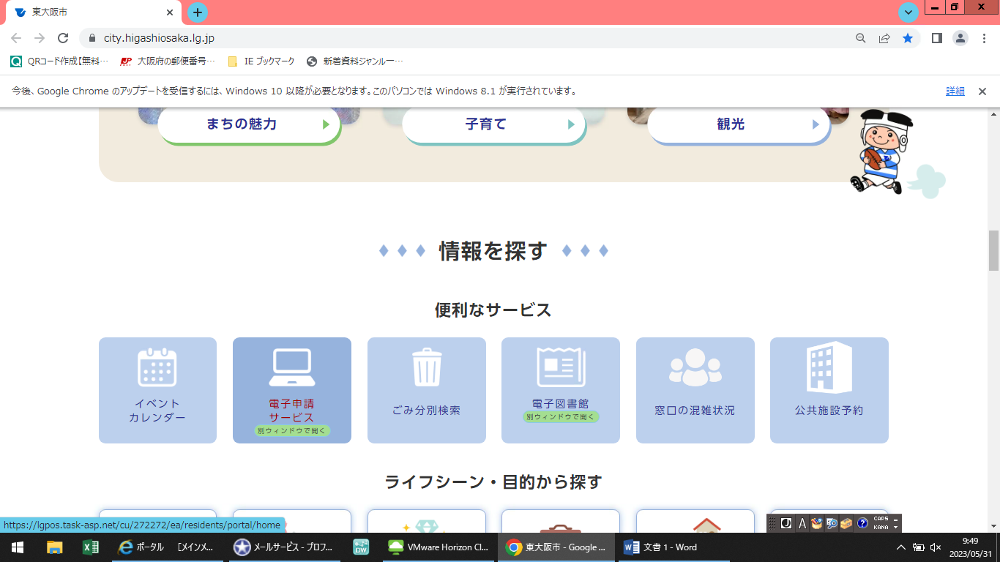 東大阪市
city.higashiosaka.lg.jp
QRコード作成【無料…
大阪府の郵便番号…
IE ブックマーク
新着資料ジャンル一…
今後、Google Chrome のアップデートを受信するには、Windows 10 以降が必要となります。このパソコンでは Windows 8.1 が実行されています。
詳細
まちの魅力
子育て
観光
情報を探す
便利なサービス
イベント
カレンダー
電子申請
サービス
別ウィンドウで開く
ごみ分別検索
電子図書館
別ウィンドウで開く
窓口の混雑状況
公共施設予約
ライフシーン・目的から探す
https://lgpos.task-asp.net/cu/272272/ea/residents/portal/home
A
CAPS
KANA
ポータル [メインメ...
メールサービス - プロフ...
DW
VMware Horizon Cl...
東大阪市 - Google ...
文書 1 - Word
9:49
2023/05/31